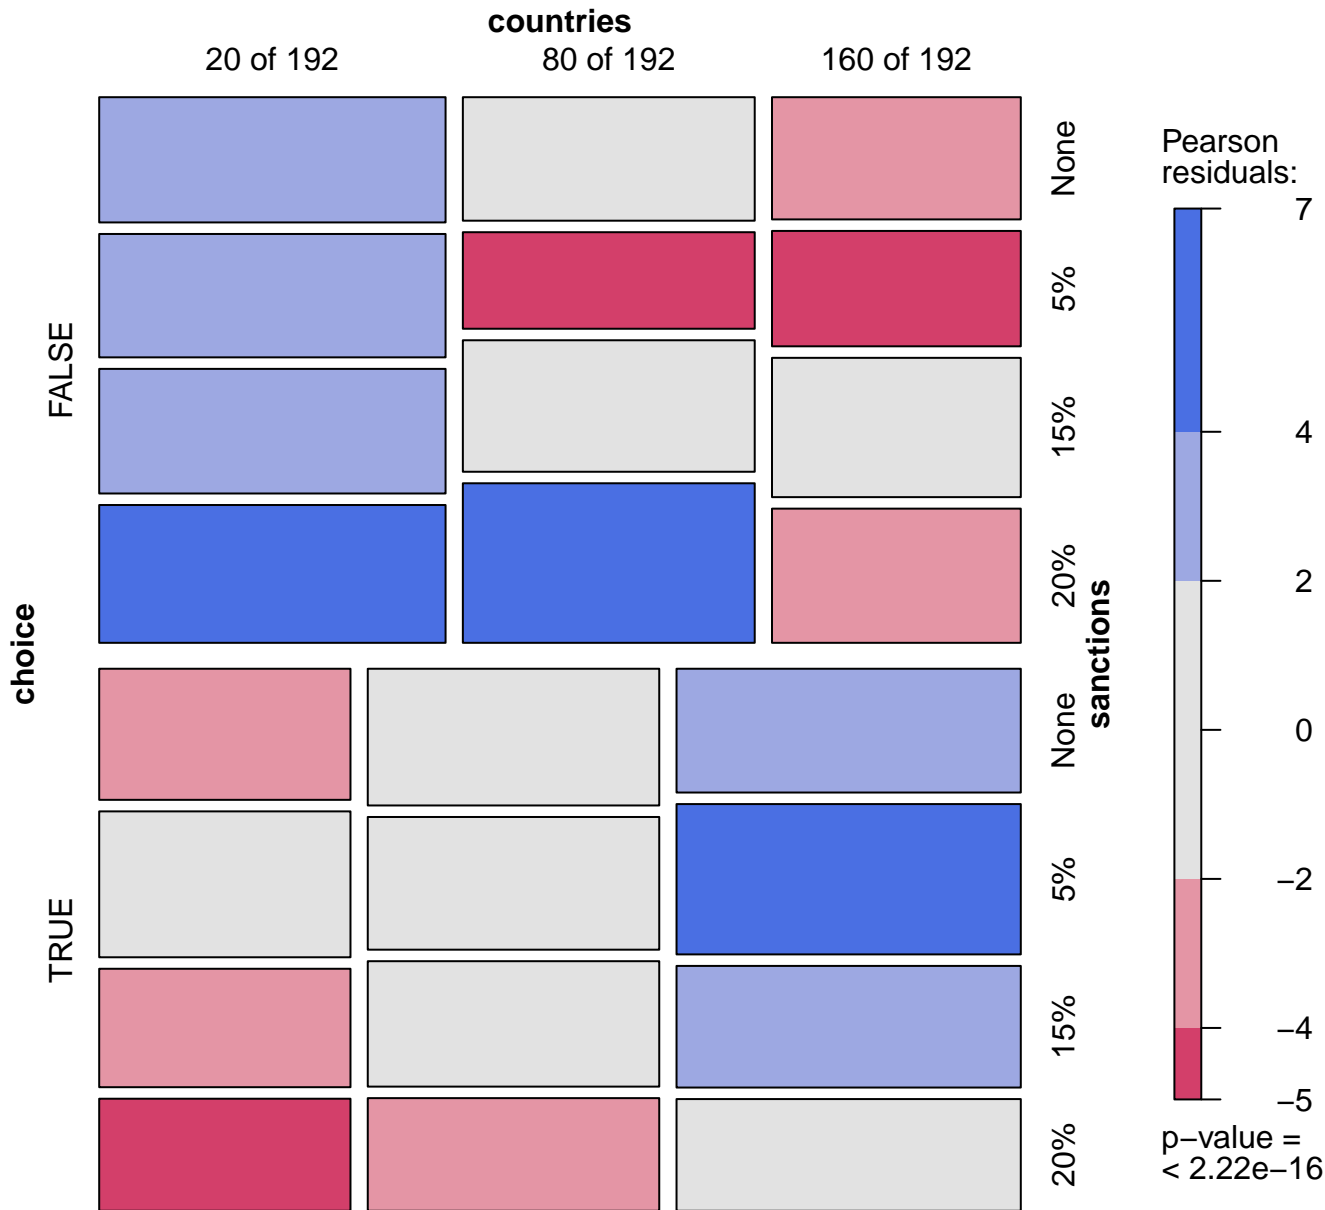 countries
20 of 192 80 of 192 160 of 192
choice
FALSE
TRUE
None
5%
15%
20%
None
5%
15%
20%
sanctions
Pearson
residuals:
7
4
2
0
−2
−4
−5
p−value =
< 2.22e−16